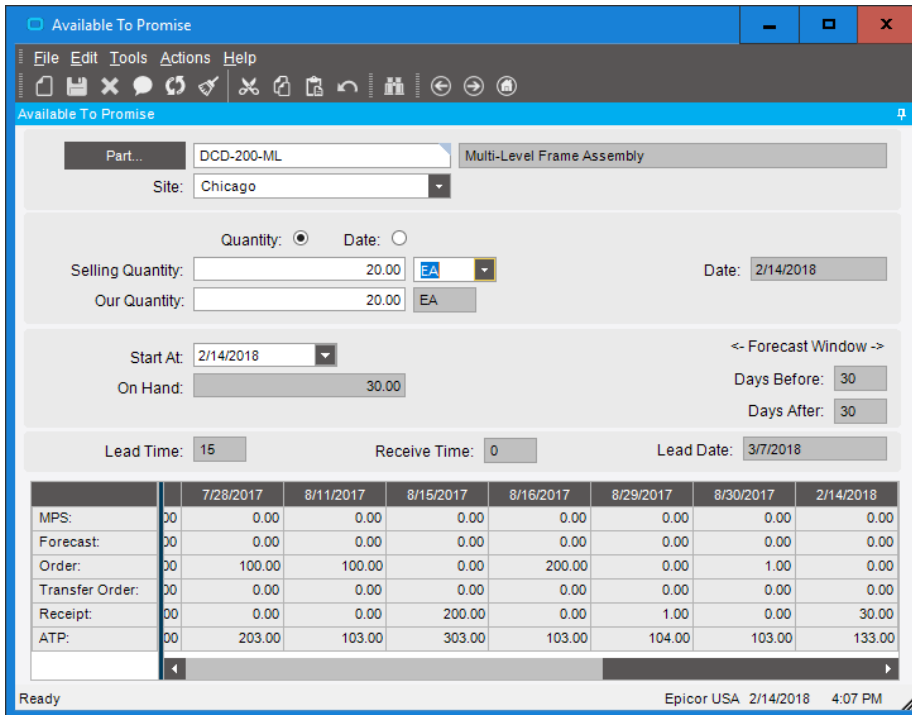 Available To Promise
File Edit Tools Actions Help
Available To Promise
Part... DCD-200-ML Multi-Level Frame Assembly
Site: Chicago
Quantity: Date:
Selling Quantity: 20.00 EA Date: 2/14/2018
Our Quantity: 20.00 EA
Start At: 2/14/2018 <- Forecast Window ->
On Hand: 30.00 Days Before: 30
Days After: 30
Lead Time: 15 Receive Time: 0 Lead Date: 3/7/2018
7/28/2017 8/11/2017 8/15/2017 8/16/2017 8/29/2017 8/30/2017 2/14/2018
MPS: 00 0.00 0.00 0.00 0.00 0.00 0.00 0.00
Forecast: 00 0.00 0.00 0.00 0.00 0.00 0.00 0.00
Order: 00 100.00 100.00 0.00 200.00 0.00 1.00 0.00
Transfer Order: 00 0.00 0.00 0.00 0.00 0.00 0.00 0.00
Receipt: 00 0.00 0.00 200.00 0.00 1.00 0.00 30.00
ATP: 00 203.00 103.00 303.00 103.00 104.00 103.00 133.00
Ready Epicor USA 2/14/2018 4:07 PM